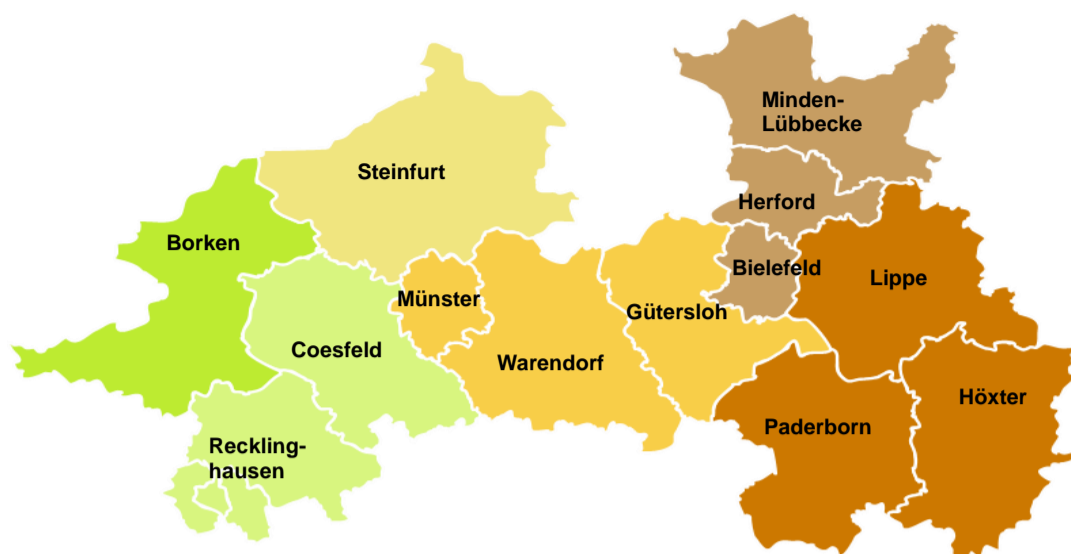 Minden-
Lübbecke
Steinfurt
Herford
Borken
Bielefeld
Lippe
Münster
Gütersloh
Coesfeld
Warendorf
Höxter
Paderborn
Reckling-
hausen